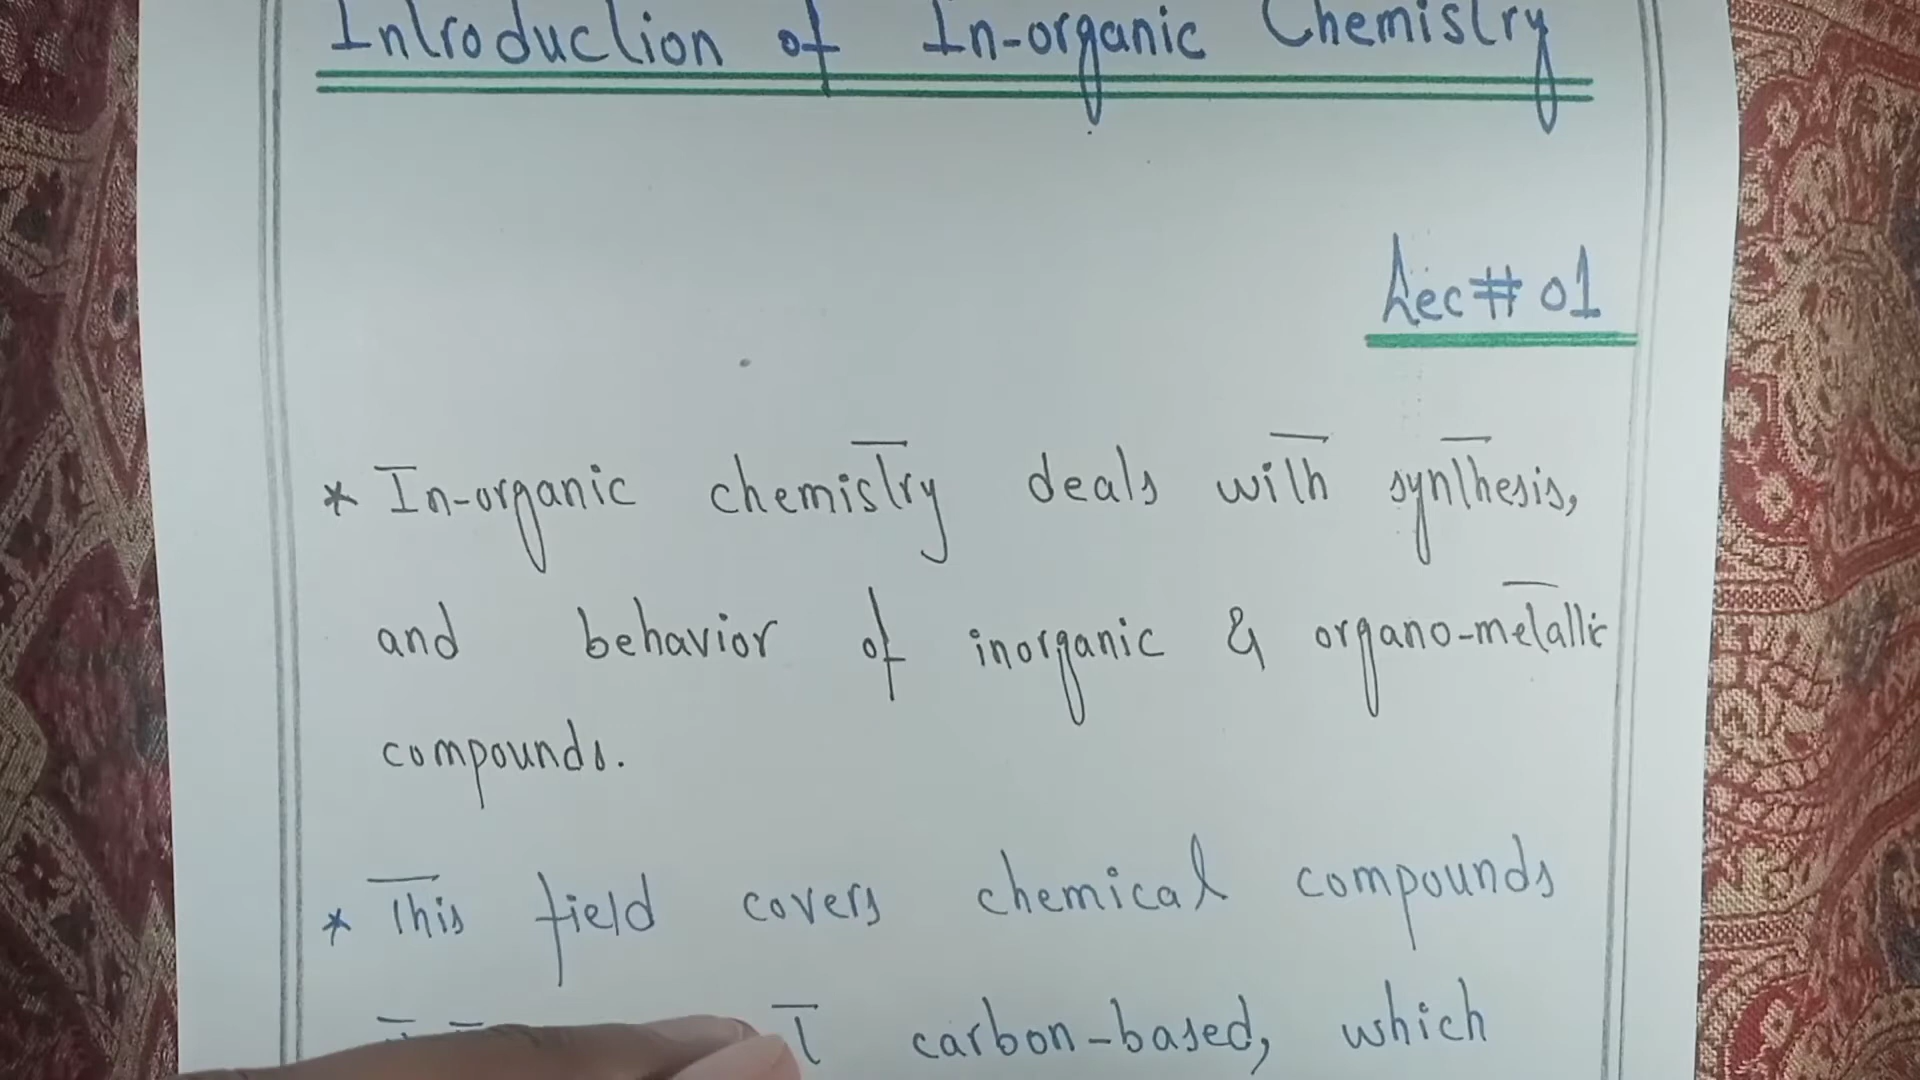 Introduction of In-organic Chemistry
Lec# 01
* In-organic chemistry deals with synthesis,
and behavior of inorganic & organo-metallic
compounds.
* This field covers chemical compounds
carbon-based, which